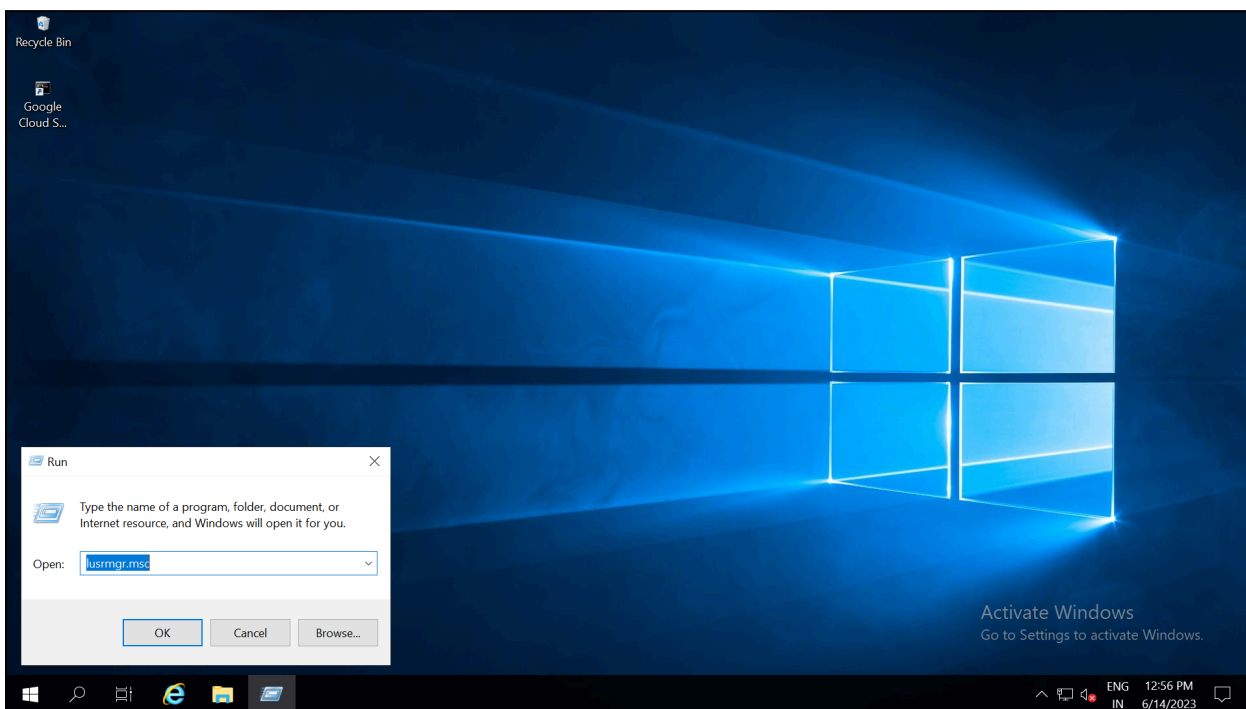 Recycle Bin
Google
Cloud S...
Run
Type the name of a program, folder, document, or
Internet resource, and Windows will open it for you.
Open:
lusrmgr.msc
OK
Cancel
Browse...
Activate Windows
Go to Settings to activate Windows.
ENG
IN
12:56 PM
6/14/2023